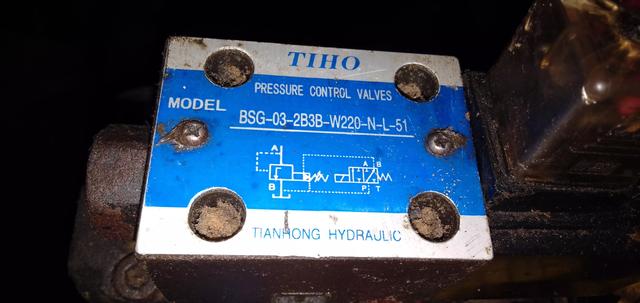 TIHO
PRESSURE CONTROL VALVES
MODEL
BSG-03-2B3B-W220-N-L-51
A
B
A B
P T
TIANHONG HYDRAULIC